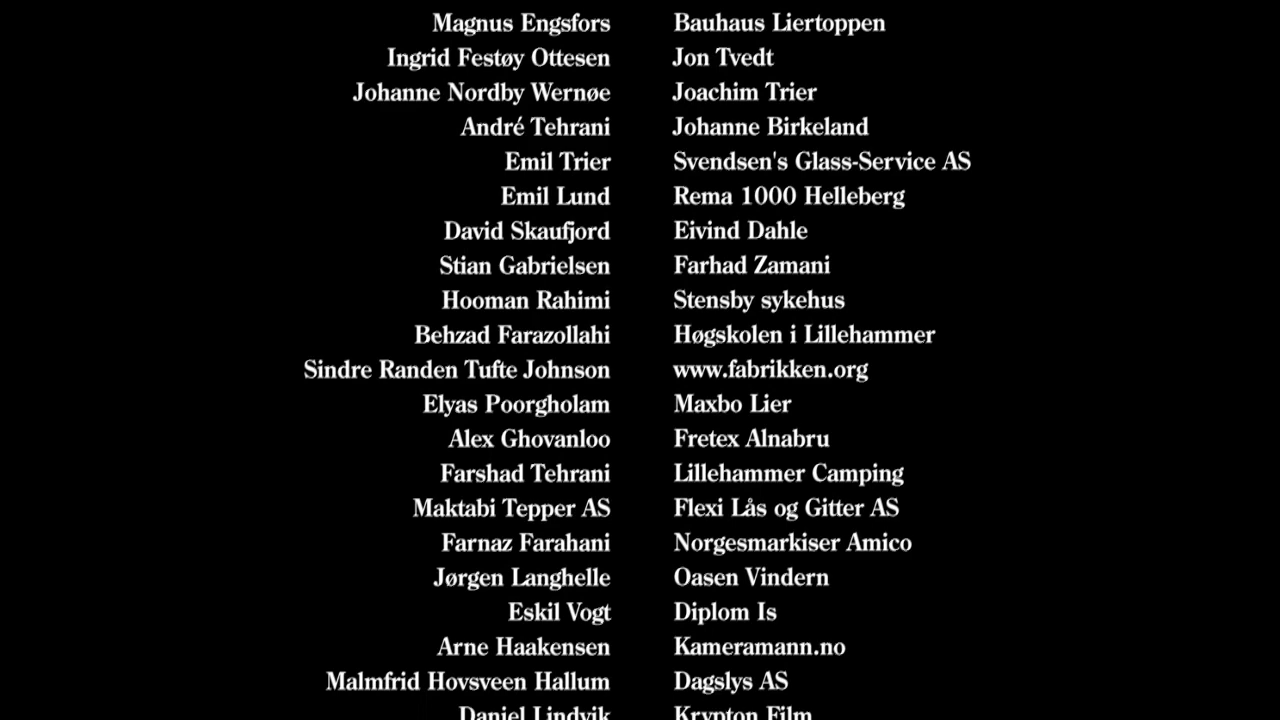 Magnus Engsfors Bauhaus Liertoppen
Ingrid Festøy Ottesen Jon Tvedt
Johanne Nordby Wernøe Joachim Trier
André Tehrani Johanne Birkeland
Emil Trier Svendsen's Glass-Service AS
Emil Lund Rema 1000 Helleberg
David Skaufjord Eivind Dahle
Stian Gabrielsen Farhad Zamani
Hooman Rahimi Stensby sykehus
Behzad Farazollahi Høgskolen i Lillehammer
Sindre Randen Tufte Johnson www.fabrikken.org
Elyas Poorgholam Maxbo Lier
Alex Ghovanloo Fretex Alnabru
Farshad Tehrani Lillehammer Camping
Maktabi Tepper AS Flexi Lås og Gitter AS
Farnaz Farahani Norgesmarkiser Amico
Jørgen Langhelle Oasen Vindern
Eskil Vogt Diplom Is
Arne Haakensen Kameramann.no
Malmfrid Hovsveen Hallum Dagslys AS
Daniel Lindvik Krypton Film